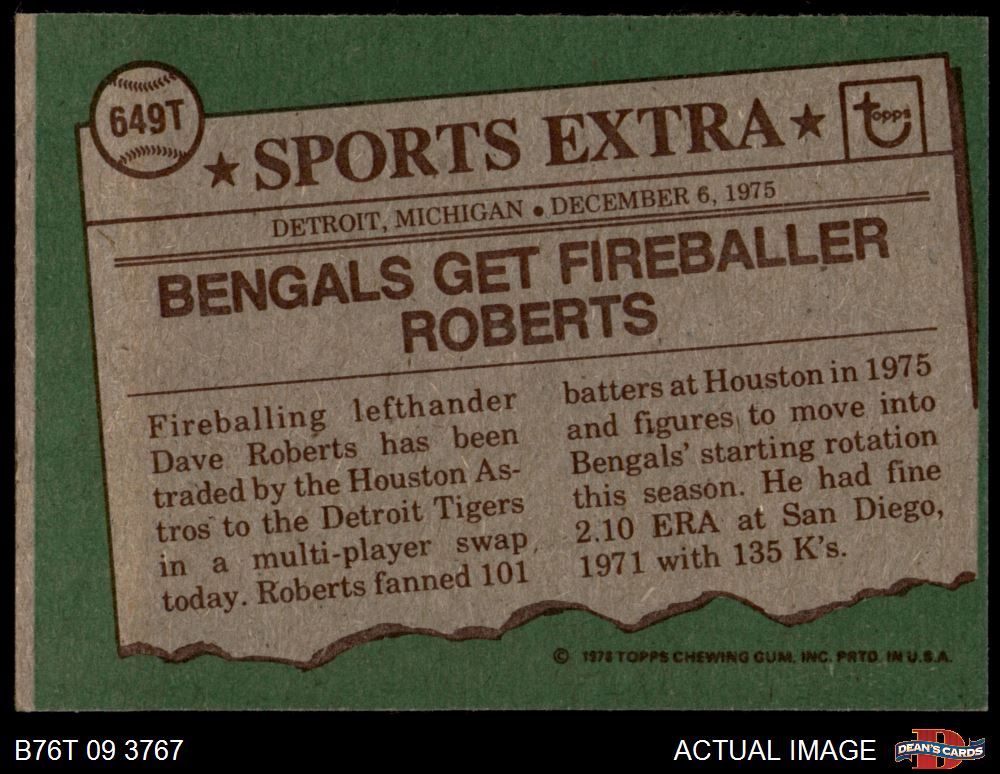 649T
★ SPORTS EXTRA ★
Topps
DETROIT, MICHIGAN • DECEMBER 6, 1975
BENGALS GET FIREBALLER
ROBERTS
Fireballing lefthander
Dave Roberts has been
traded by the Houston As-
tros to the Detroit Tigers
in a multi-player swap
today. Roberts fanned 101
batters at Houston in 1975
and figures to move into
Bengals' starting rotation
this season. He had fine
2.10 ERA at San Diego,
1971 with 135 K's.
© 1976 TOPPS CHEWING GUM, INC. PRTD. IN U.S.A.
B76T 09 3767
ACTUAL IMAGE
D
DEAN'S CARDS